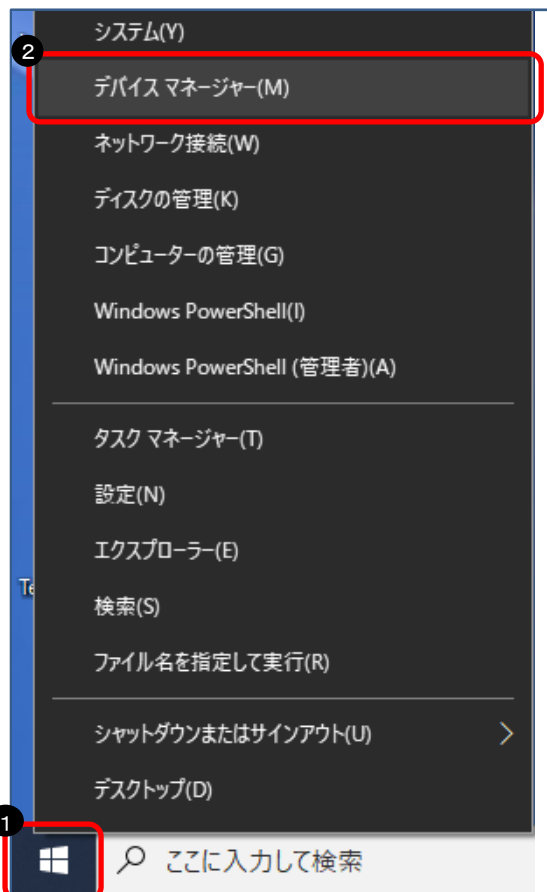 システム(Y)
2
デバイス マネージャー(M)
ネットワーク接続(W)
ディスクの管理(K)
コンピューターの管理(G)
Windows PowerShell(I)
Windows PowerShell (管理者)(A)
タスク マネージャー(T)
設定(N)
エクスプローラー(E)
Te
検索(S)
ファイル名を指定して実行(R)
シャットダウンまたはサインアウト(U)
デスクトップ(D)
1
ここに入力して検索